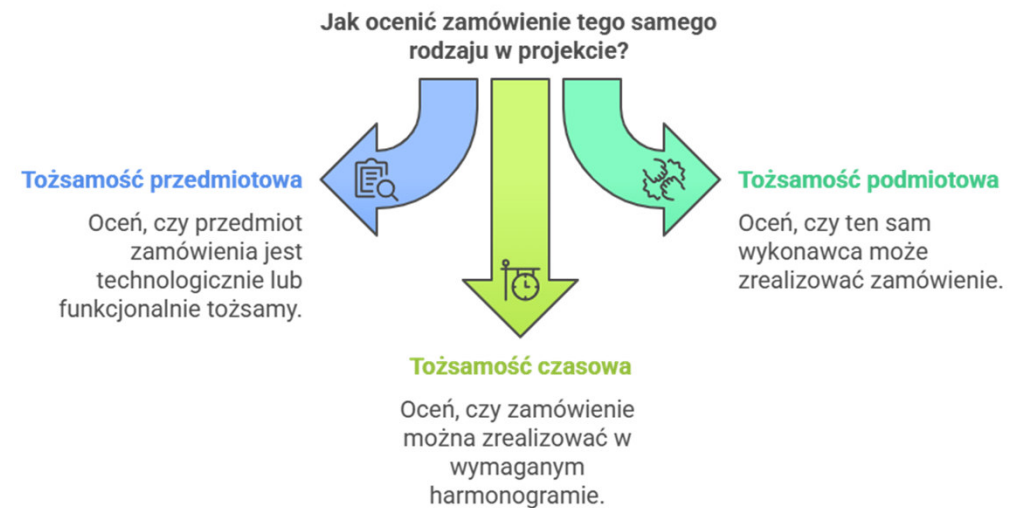 Jak ocenić zamówienie tego samego
rodzaju w projekcie?
Tożsamość przedmiotowa
Oceń, czy przedmiot
zamówienia jest
technologicznie lub
funkcjonalnie tożsamy.
Tożsamość podmiotowa
Oceń, czy ten sam
wykonawca może
zrealizować zamówienie.
Tożsamość czasowa
Oceń, czy zamówienie
można zrealizować w
wymaganym
harmonogramie.